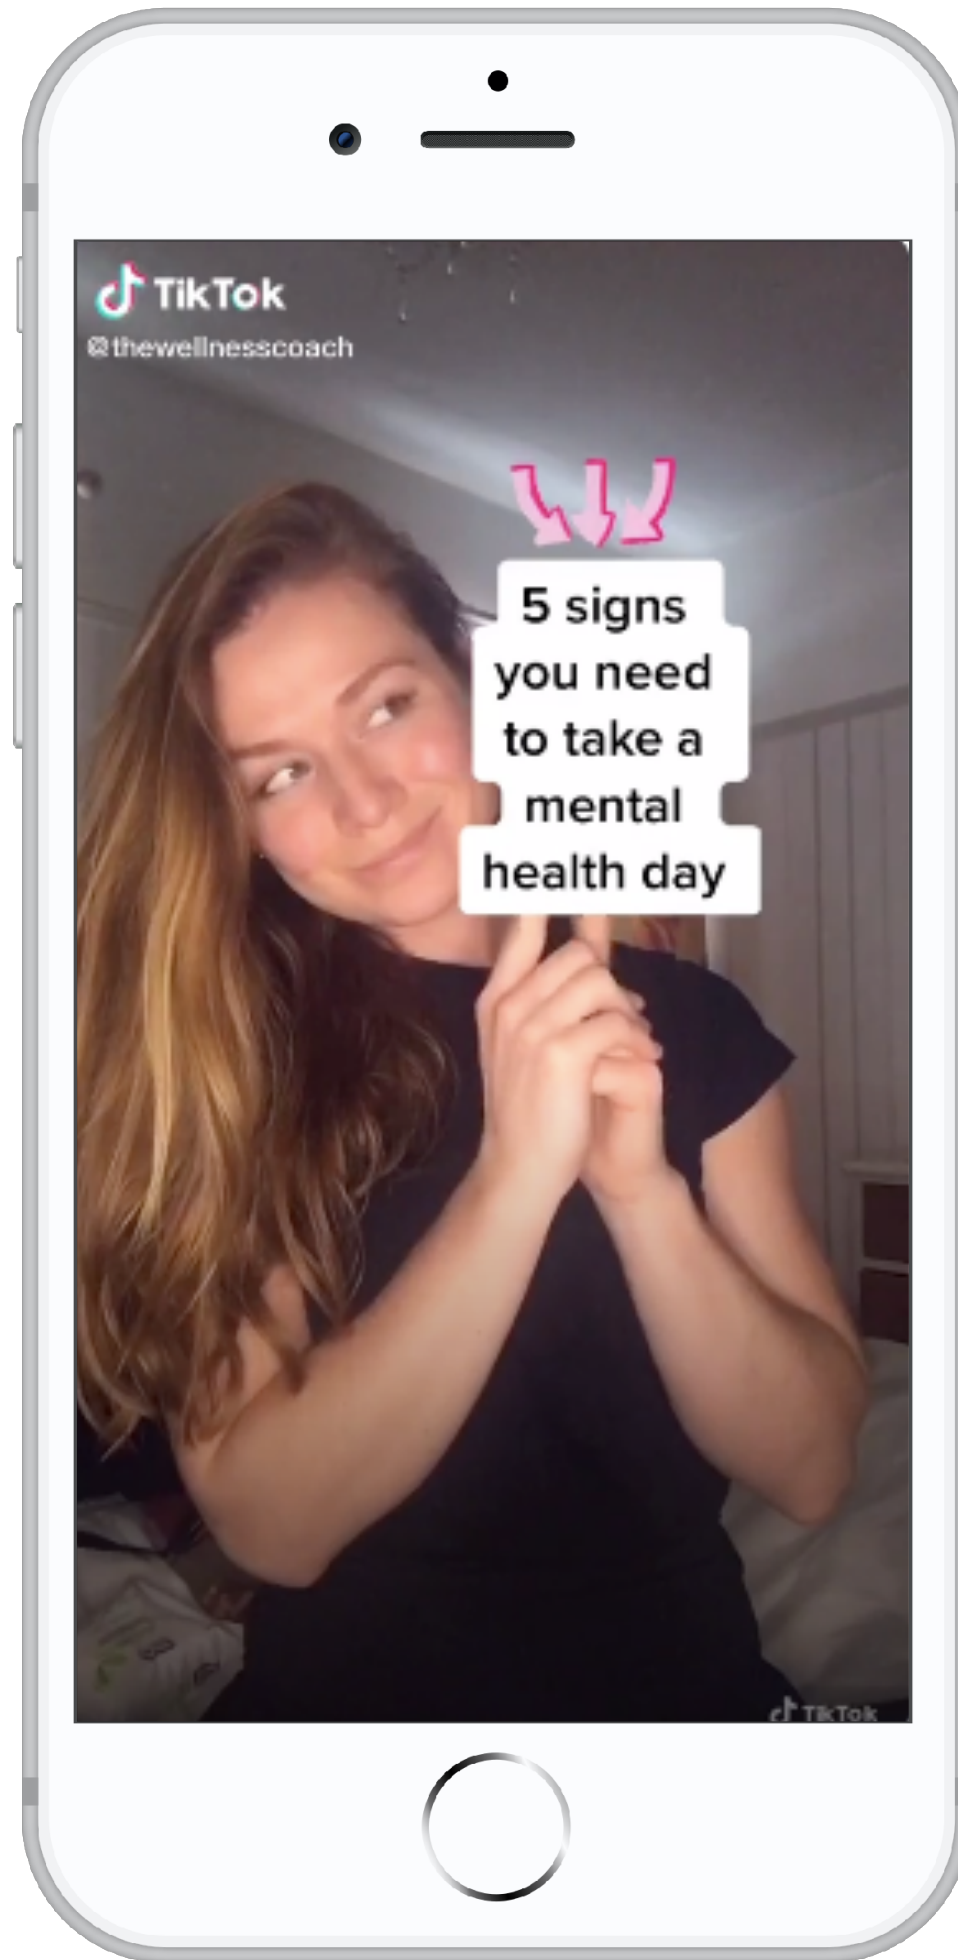 TikTok
@thewellnesscoach
5 signs
you need
to take a
mental
health day
TikTok